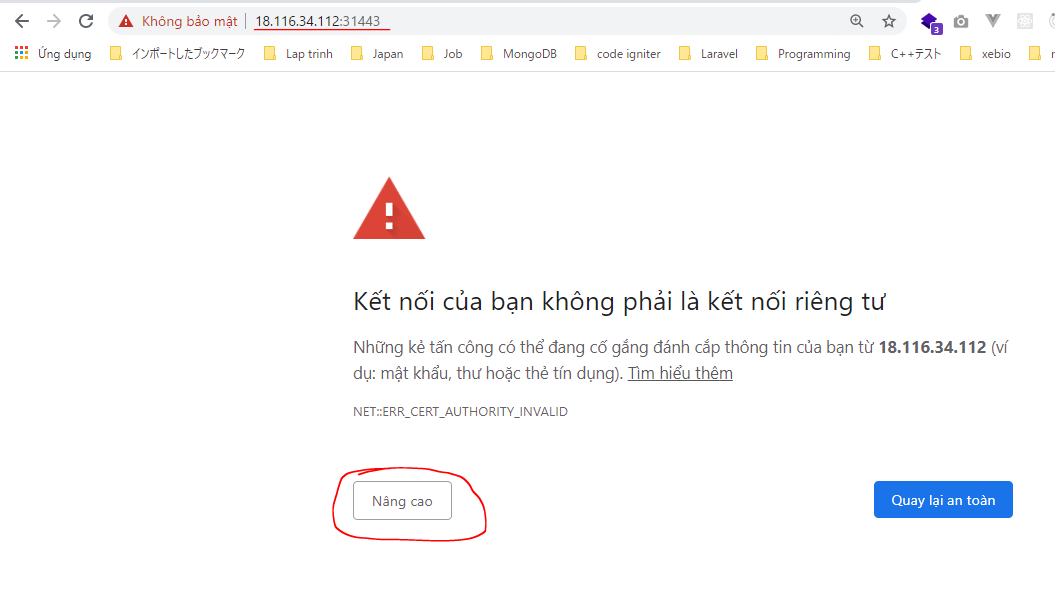 Không bảo mật 18.116.34.112:31443
3
Ứng dụng インポートしたブックマーク Lap trinh Japan Job MongoDB code igniter Laravel Programming C++テスト xebio
Kết nối của bạn không phải là kết nối riêng tư
Những kẻ tấn công có thể đang cố gắng đánh cắp thông tin của bạn từ 18.116.34.112 (ví
dụ: mật khẩu, thư hoặc thẻ tín dụng). Tìm hiểu thêm
NET::ERR_CERT_AUTHORITY_INVALID
Nâng cao Quay lại an toàn